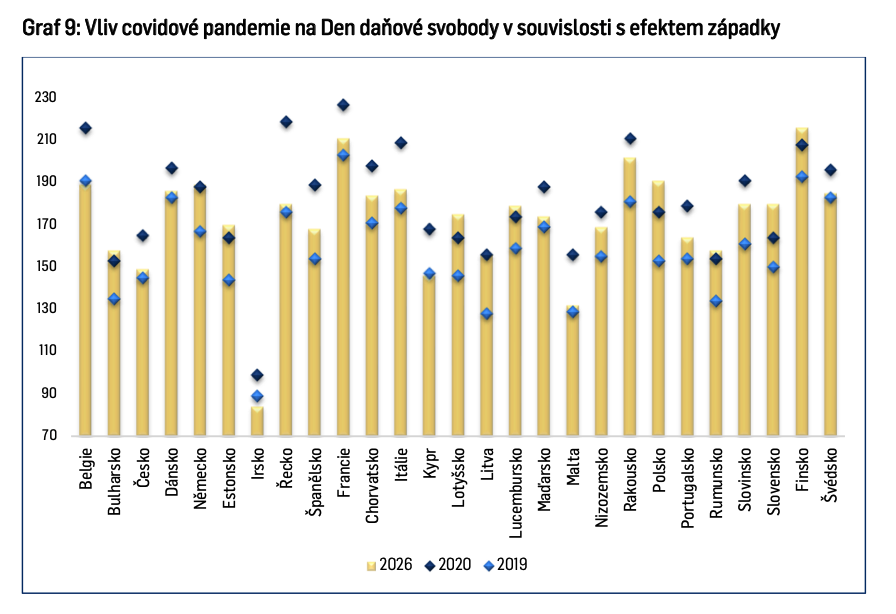 Graf 9: Vliv covidové pandemie na Den daňové svobody v souvislosti s efektem západky
230
210
190
170
150
130
110
90
70
Belgie
Bulharsko
Česko
Dánsko
Německo
Estonsko
Irsko
Řecko
Španělsko
Francie
Chorvatsko
Itálie
Kypr
Lotyšsko
Litva
Lucembursko
Maďarsko
Malta
Nizozemsko
Rakousko
Polsko
Portugalsko
Rumunsko
Slovinsko
Slovensko
Finsko
Švédsko
2026 2020 2019